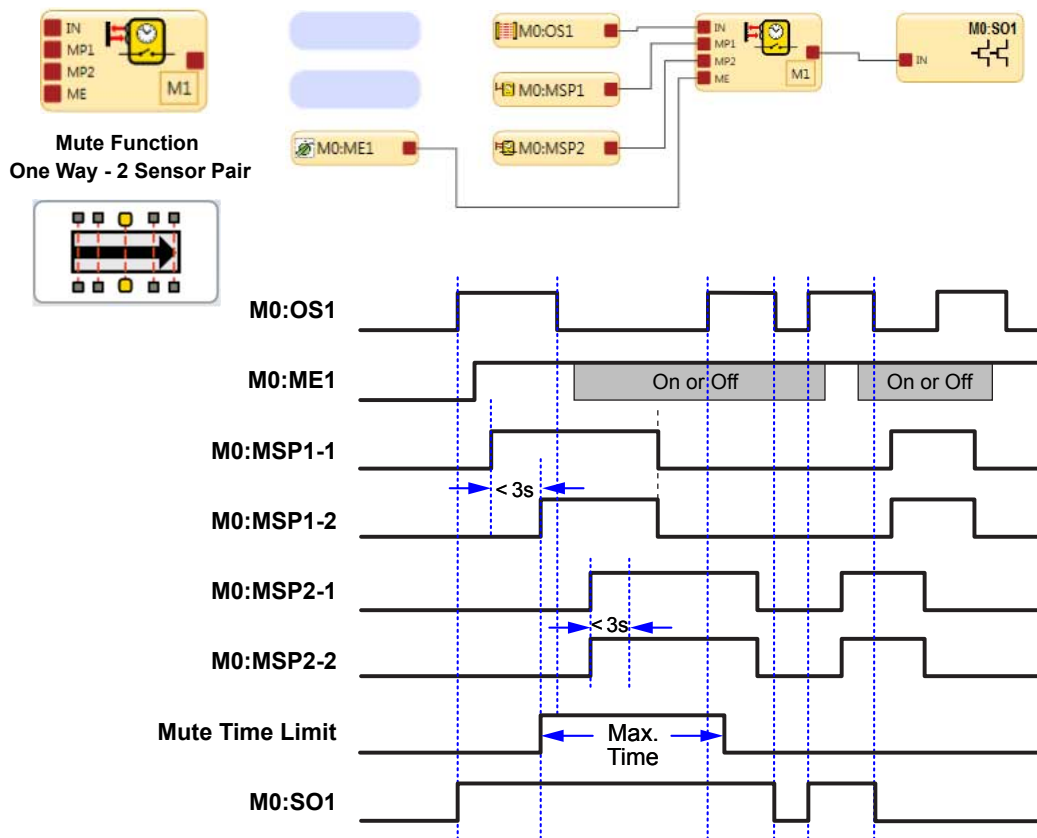 IN
MP1
MP2
ME
M1
Mute Function
One Way - 2 Sensor Pair
M0:ME1
M0:OS1
M0:MSP1
M0:MSP2
IN
MP1
MP2
ME
M1
M0:SO1
IN
M0:OS1
M0:ME1
On or Off
On or Off
M0:MSP1-1
< 3s
M0:MSP1-2
M0:MSP2-1
< 3s
M0:MSP2-2
Mute Time Limit
Max.
Time
M0:SO1